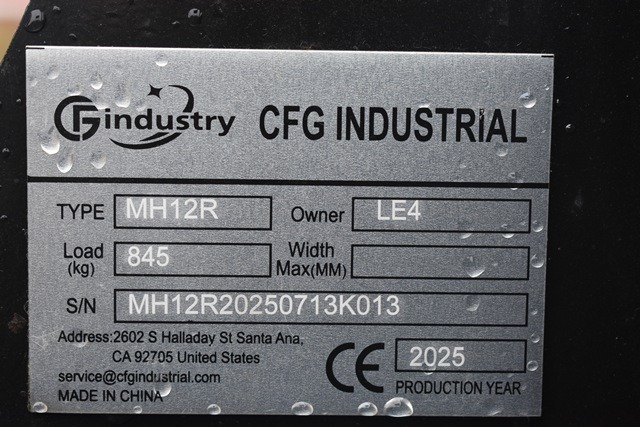 CFGindustry CFG INDUSTRIAL
TYPE MH12R Owner LE4
Load (kg) 845 Width Max(MM)
S/N MH12R20250713K013
Address:2602 S Halladay St Santa Ana,
CA 92705 United States
service@cfgindustrial.com
MADE IN CHINA
CE 2025
PRODUCTION YEAR